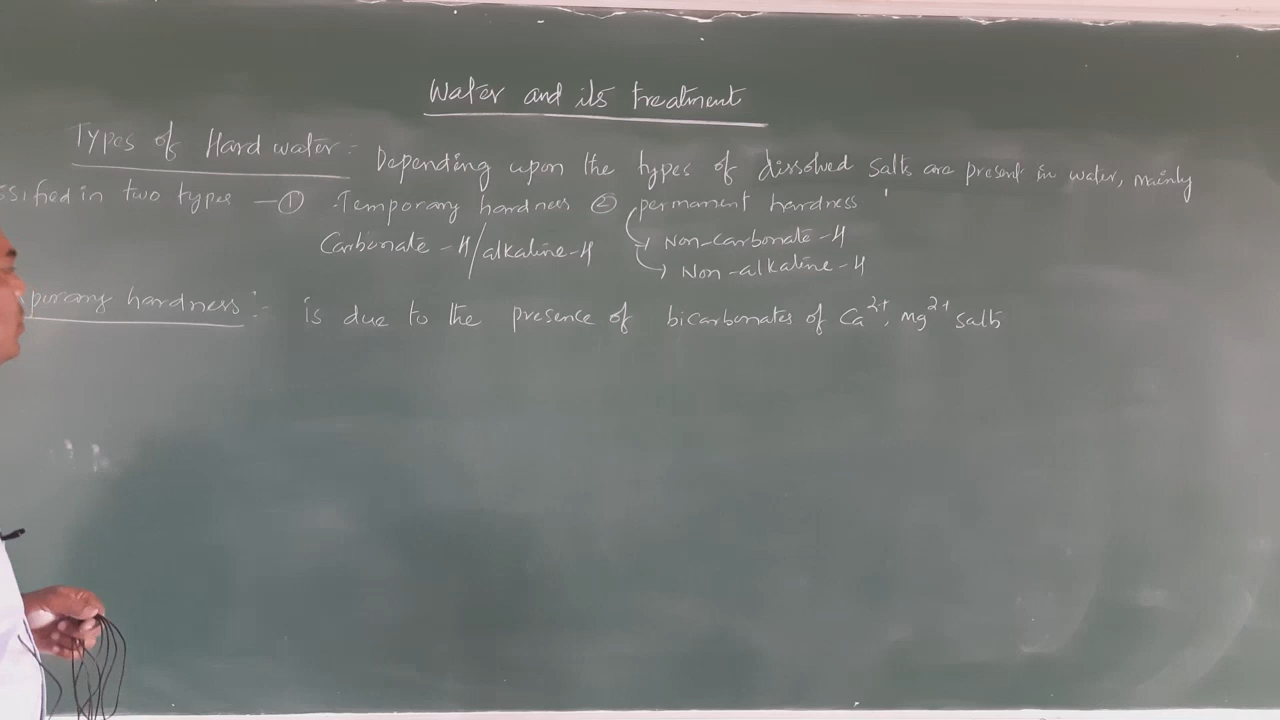 Water and its treatment
Types of Hard water:- Depending upon the types of dissolved salts are present in water, mainly
ssified in two types - ① Temporary hardness ② permanent hardness
Carbonate - H/alkaline-H
Non-carbonate-H
Non-alkaline-H
porary hardness:- is due to the presence of bicarbonates of Ca²⁺, Mg²⁺ salts